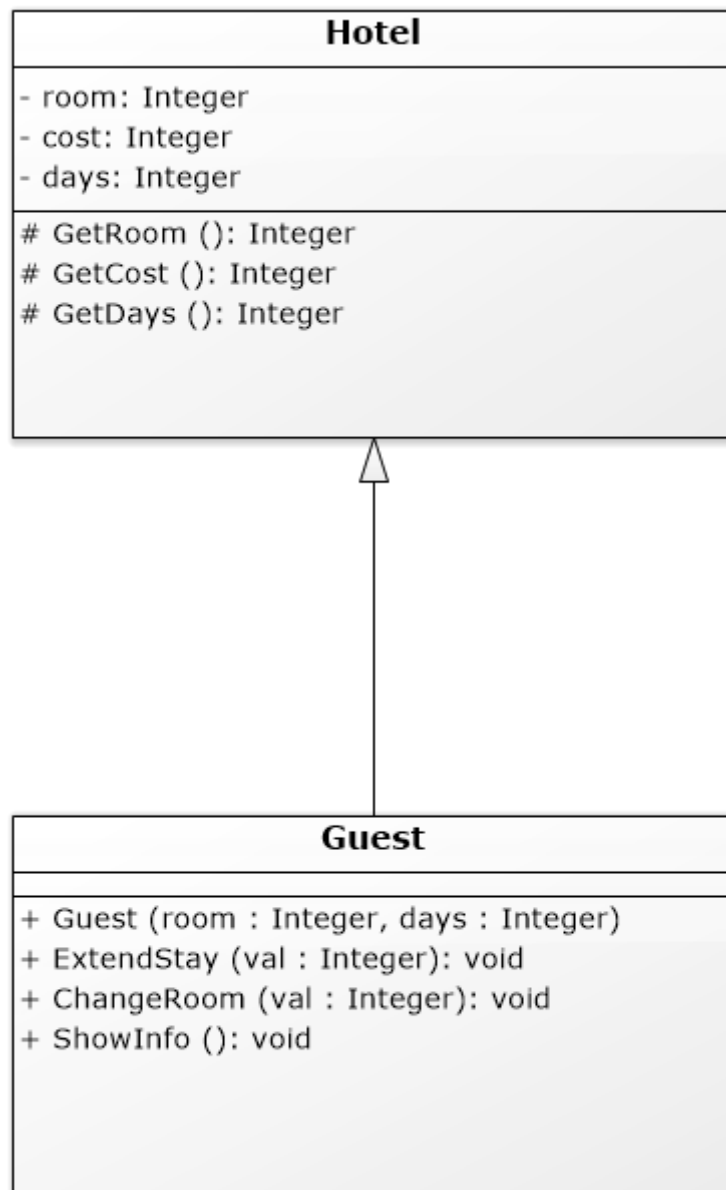 Hotel
- room: Integer
- cost: Integer
- days: Integer
# GetRoom (): Integer
# GetCost (): Integer
# GetDays (): Integer
Guest
+ Guest (room : Integer, days : Integer)
+ ExtendStay (val : Integer): void
+ ChangeRoom (val : Integer): void
+ ShowInfo (): void